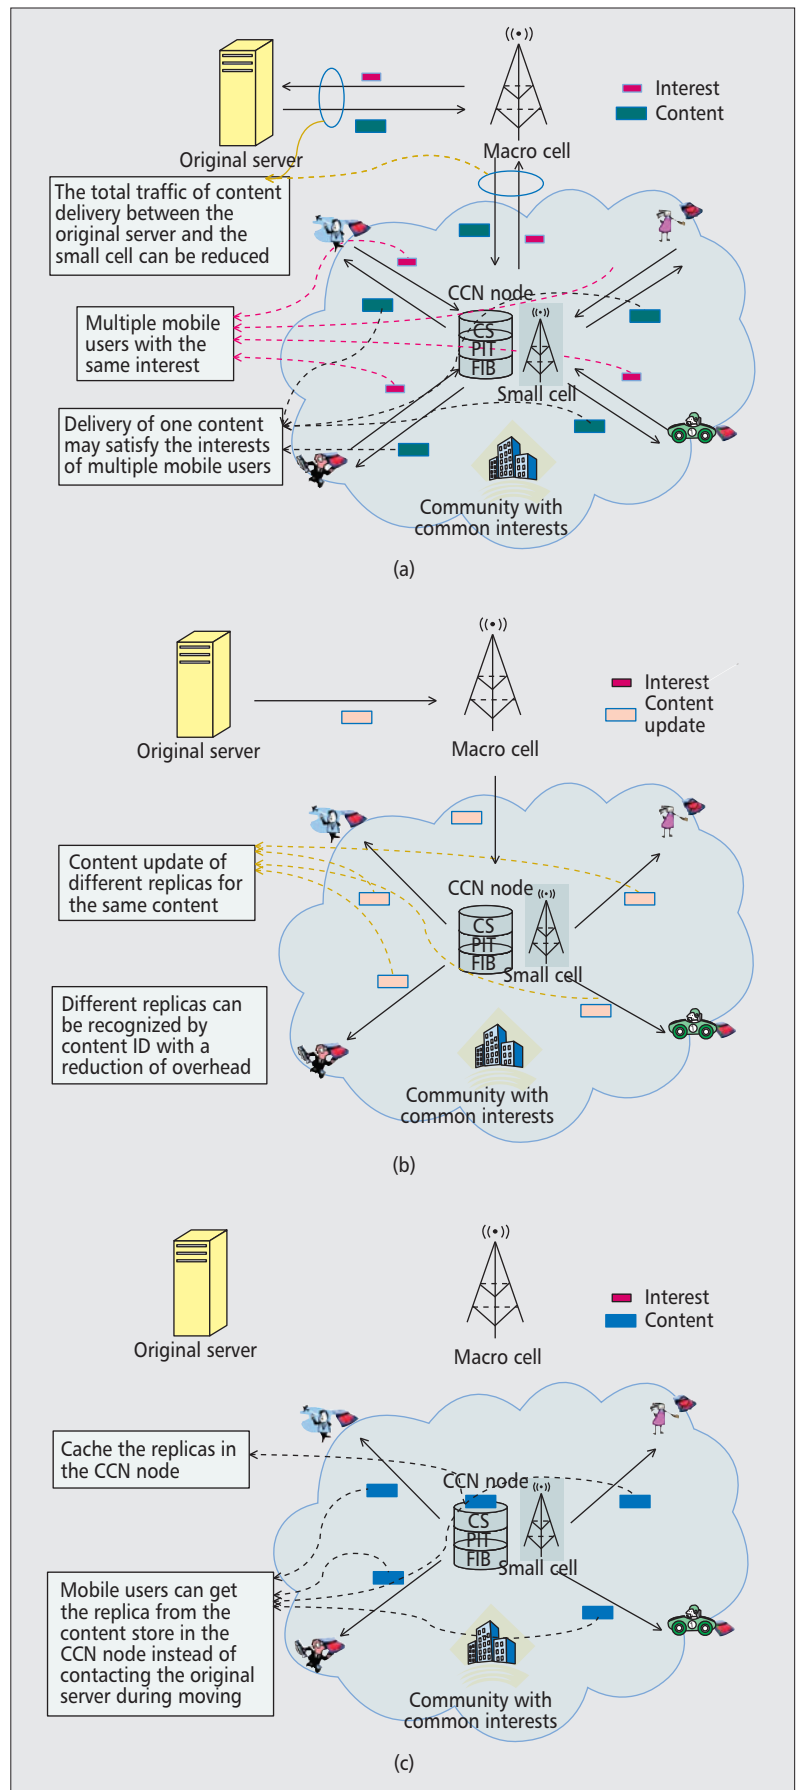 Interest
Content
Original server
Macro cell
The total traffic of content
delivery between the
original server and the
small cell can be reduced
CCN node
CS
PIT
FIB
Small cell
Multiple mobile
users with the
same interest
Delivery of one content
may satisfy the interests
of multiple mobile users
Community with
common interests
(a)
Interest
Content
update
Original server
Macro cell
Content update of
different replicas for
the same content
CCN node
CS
PIT
FIB
Small cell
Different replicas can
be recognized by
content ID with a
reduction of overhead
Community with
common interests
(b)
Interest
Content
Original server
Macro cell
Cache the replicas in
the CCN node
CCN node
CS
PIT
FIB
Small cell
Mobile users can get
the replica from the
content store in the
CCN node instead of
contacting the original
server during moving
Community with
common interests
(c)